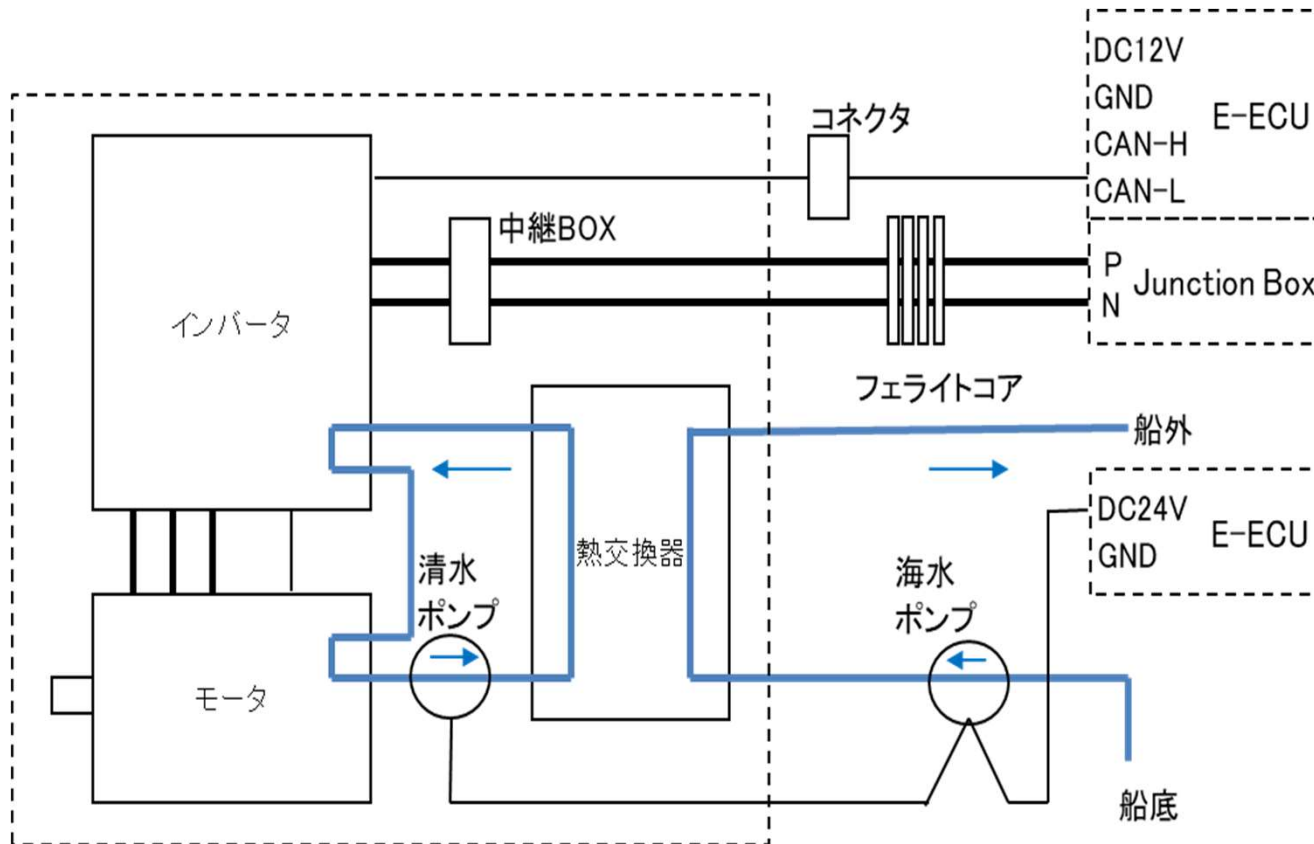 DC12V
GND
CAN-H
CAN-L
E-ECU
コネクタ
中継BOX
P
N
Junction Box
インバータ
フェライトコア
船外
熱交換器
清水
ポンプ
海水
ポンプ
DC24V
GND
E-ECU
モータ
船底